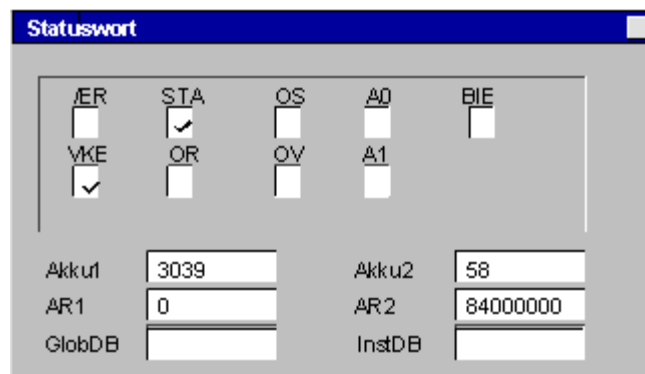 Statuswort
/ER STA OS A0 BIE
VKE OR OV A1
Akku1 3039 Akku2 58
AR1 0 AR2 84000000
GlobDB InstDB